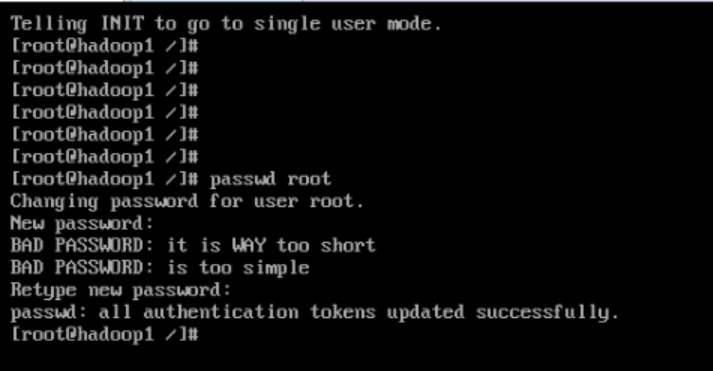 Telling INIT to go to single user mode.
[root@hadoop1 /]#
[root@hadoop1 /]#
[root@hadoop1 /]#
[root@hadoop1 /]#
[root@hadoop1 /]#
[root@hadoop1 /]#
[root@hadoop1 /]# passwd root
Changing password for user root.
New password:
BAD PASSWORD: it is WAY too short
BAD PASSWORD: is too simple
Retype new password:
passwd: all authentication tokens updated successfully.
[root@hadoop1 /]#